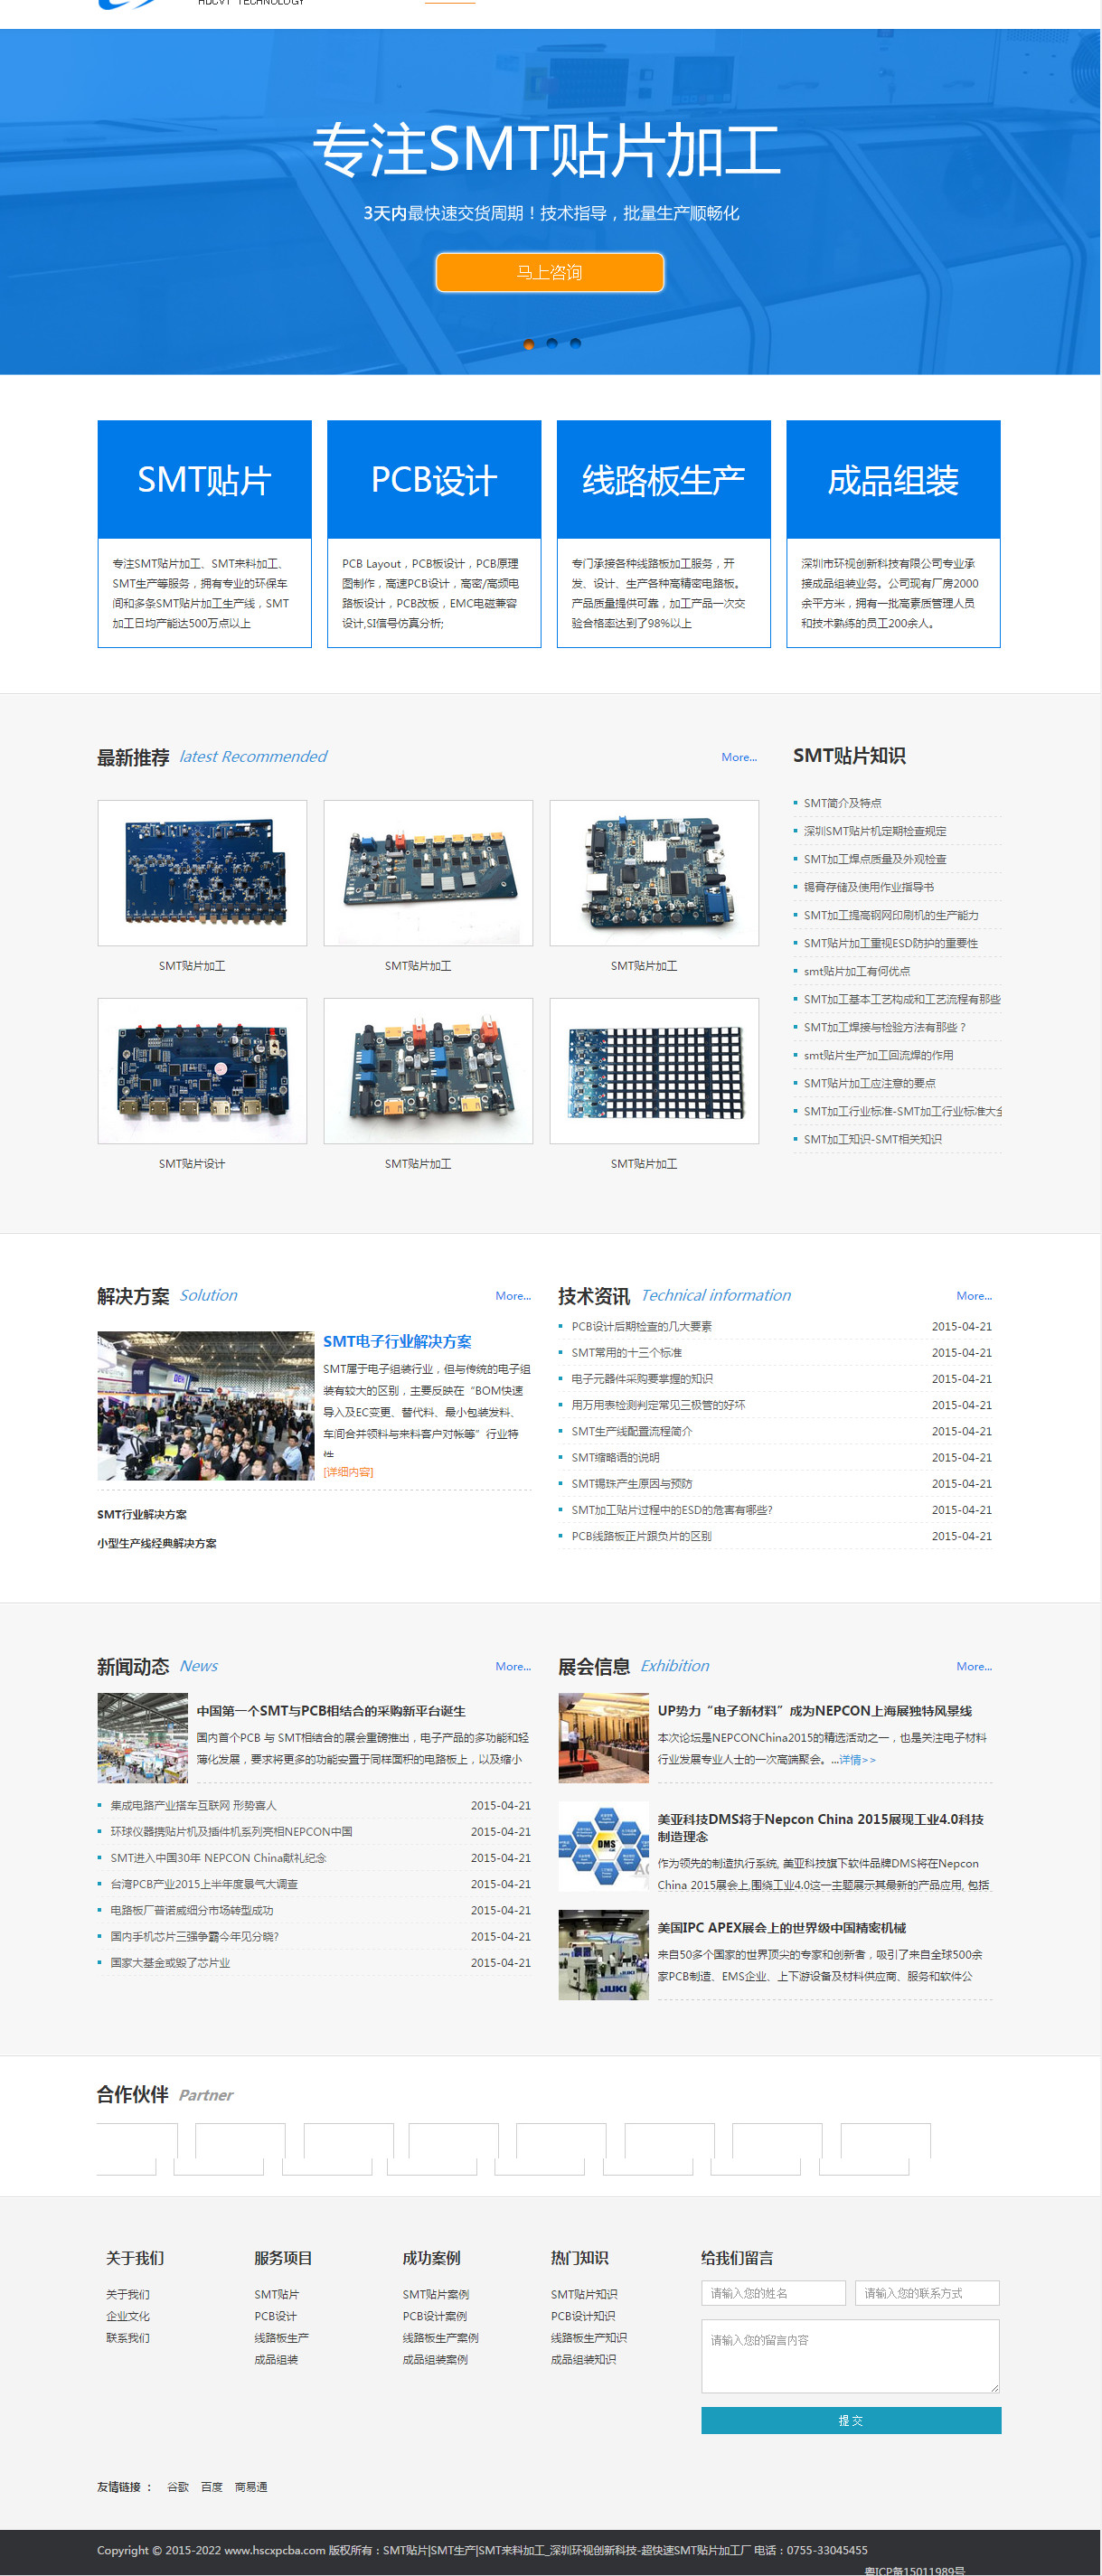 HDCVT TECHNOLOGY
专注SMT贴片加工
3天内最快速交货周期！技术指导，批量生产顺畅化
马上咨询
SMT贴片
专注SMT贴片加工、SMT来料加工、
SMT生产等服务，拥有专业的环保车
间和多条SMT贴片加工生产线，SMT
加工日均产能达500万点以上
PCB设计
PCB Layout，PCB板设计，PCB原理
图制作，高速PCB设计，高密/高频电
路板设计，PCB改板，EMC电磁兼容
设计,SI信号仿真分析;
线路板生产
专门承接各种线路板加工服务，开
发、设计、生产各种高精密电路板。
产品质量提供可靠，加工产品一次交
验合格率达到了98%以上
成品组装
深圳市环视创新科技有限公司专业承
接成品组装业务。公司现有厂房2000
余平方米，拥有一批高素质管理人员
和技术熟练的员工200余人。
最新推荐 latest Recommended More...
SMT贴片加工
SMT贴片加工
SMT贴片加工
SMT贴片设计
SMT贴片加工
SMT贴片加工
SMT贴片知识
SMT简介及特点
深圳SMT贴片机定期检查规定
SMT加工焊点质量及外观检查
锡膏存储及使用作业指导书
SMT加工提高钢网印刷机的生产能力
SMT贴片加工重视ESD防护的重要性
smt贴片加工有何优点
SMT加工基本工艺构成和工艺流程有那些
SMT加工焊接与检验方法有那些？
smt贴片生产加工回流焊的作用
SMT贴片加工应注意的要点
SMT加工行业标准-SMT加工行业标准大全
SMT加工知识-SMT相关知识
解决方案 Solution More...
SMT电子行业解决方案
SMT属于电子组装行业，但与传统的电子组
装有较大的区别，主要反映在“BOM快速
导入及EC变更、替代料、最小包装发料、
车间合并领料与来料客户对帐等”行业特
性
[详细内容]
SMT行业解决方案
小型生产线经典解决方案
技术资讯 Technical information More...
PCB设计后期检查的几大要素 2015-04-21
SMT常用的十三个标准 2015-04-21
电子元器件采购要掌握的知识 2015-04-21
用万用表检测判定常见三极管的好坏 2015-04-21
SMT生产线配置流程简介 2015-04-21
SMT缩略语的说明 2015-04-21
SMT锡珠产生原因与预防 2015-04-21
SMT加工贴片过程中的ESD的危害有哪些? 2015-04-21
PCB线路板正片跟负片的区别 2015-04-21
新闻动态 News More...
中国第一个SMT与PCB相结合的采购新平台诞生
国内首个PCB 与 SMT相结合的展会重磅推出，电子产品的多功能和轻
薄化发展，要求将更多的功能安置于同样面积的电路板上，以及缩小
集成电路产业搭车互联网 形势喜人 2015-04-21
环球仪器携贴片机及插件机系列亮相NEPCON中国 2015-04-21
SMT进入中国30年 NEPCON China献礼纪念 2015-04-21
台湾PCB产业2015上半年度景气大调查 2015-04-21
电路板厂普诺威细分市场转型成功 2015-04-21
国内手机芯片三强争霸今年见分晓? 2015-04-21
国家大基金或毁了芯片业 2015-04-21
展会信息 Exhibition More...
UP势力“电子新材料”成为NEPCON上海展独特风景线
本次论坛是NEPCONChina2015的精选活动之一，也是关注电子材料
行业发展专业人士的一次高端聚会。...详情>>
DMS
美亚科技DMS将于Nepcon China 2015展现工业4.0科技
制造理念
作为领先的制造执行系统, 美亚科技旗下软件品牌DMS将在Nepcon
China 2015展会上,围绕工业4.0这一主题展示其最新的产品应用, 包括
JUKI
美国IPC APEX展会上的世界级中国精密机械
来自50多个国家的世界顶尖的专家和创新者，吸引了来自全球500余
家PCB制造、EMS企业、上下游设备及材料供应商、服务和软件公
合作伙伴 Partner
关于我们
关于我们
企业文化
联系我们
服务项目
SMT贴片
PCB设计
线路板生产
成品组装
成功案例
SMT贴片案例
PCB设计案例
线路板生产案例
成品组装案例
热门知识
SMT贴片知识
PCB设计知识
线路板生产知识
成品组装知识
给我们留言
请输入您的姓名 请输入您的联系方式
请输入您的留言内容
提 交
友情链接 ： 谷歌 百度 商易通
Copyright © 2015-2022 www.hscxpcba.com 版权所有：SMT贴片|SMT生产|SMT来料加工_深圳环视创新科技-超快速SMT贴片加工厂 电话：0755-33045455
粤ICP备15011989号